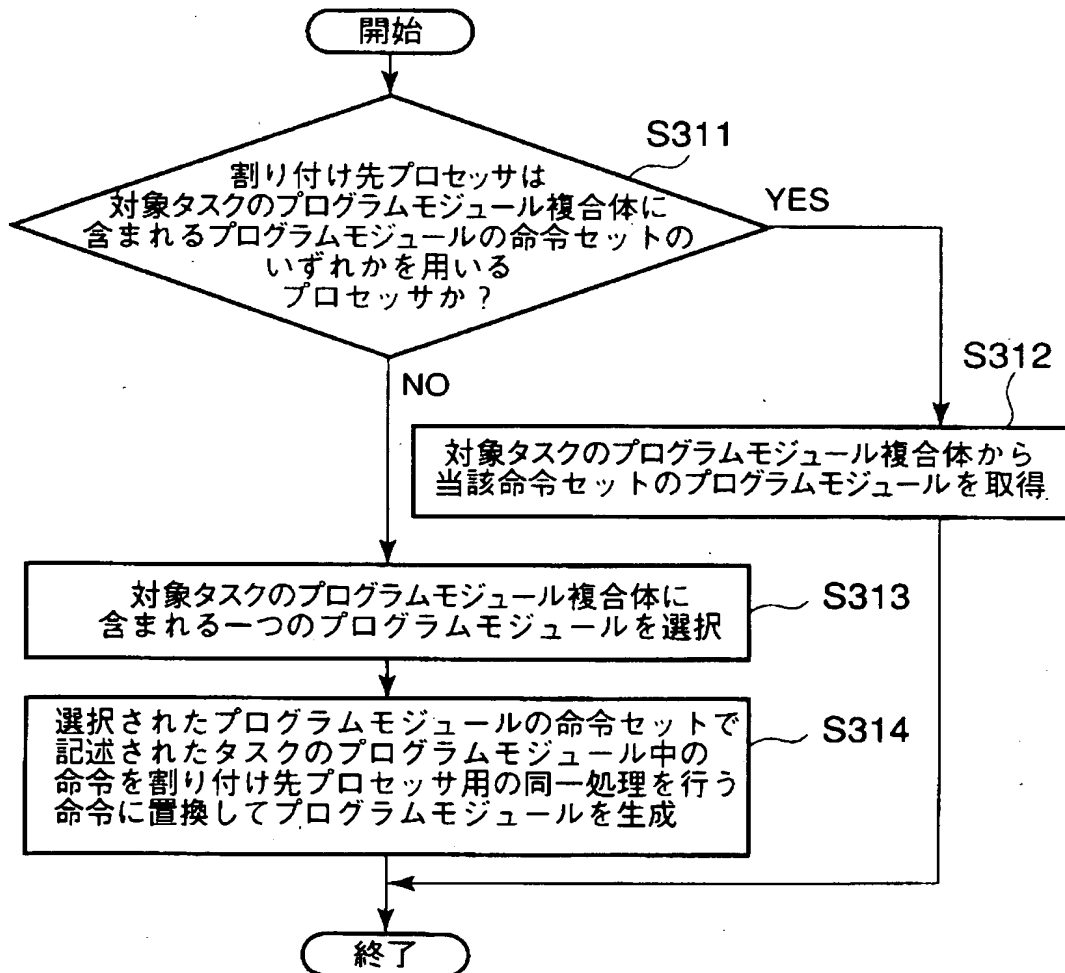 開始
S311
割り付け先プロセッサは
対象タスクのプログラムモジュール複合体に
含まれるプログラムモジュールの命令セットの
いずれかを用いる
プロセッサか?
YES
NO
S312
対象タスクのプログラムモジュール複合体から
当該命令セットのプログラムモジュールを取得
対象タスクのプログラムモジュール複合体に
含まれる一つのプログラムモジュールを選択
S313
選択されたプログラムモジュールの命令セットで
記述されたタスクのプログラムモジュール中の
命令を割り付け先プロセッサ用の同一処理を行う
命令に置換してプログラムモジュールを生成
S314
終了